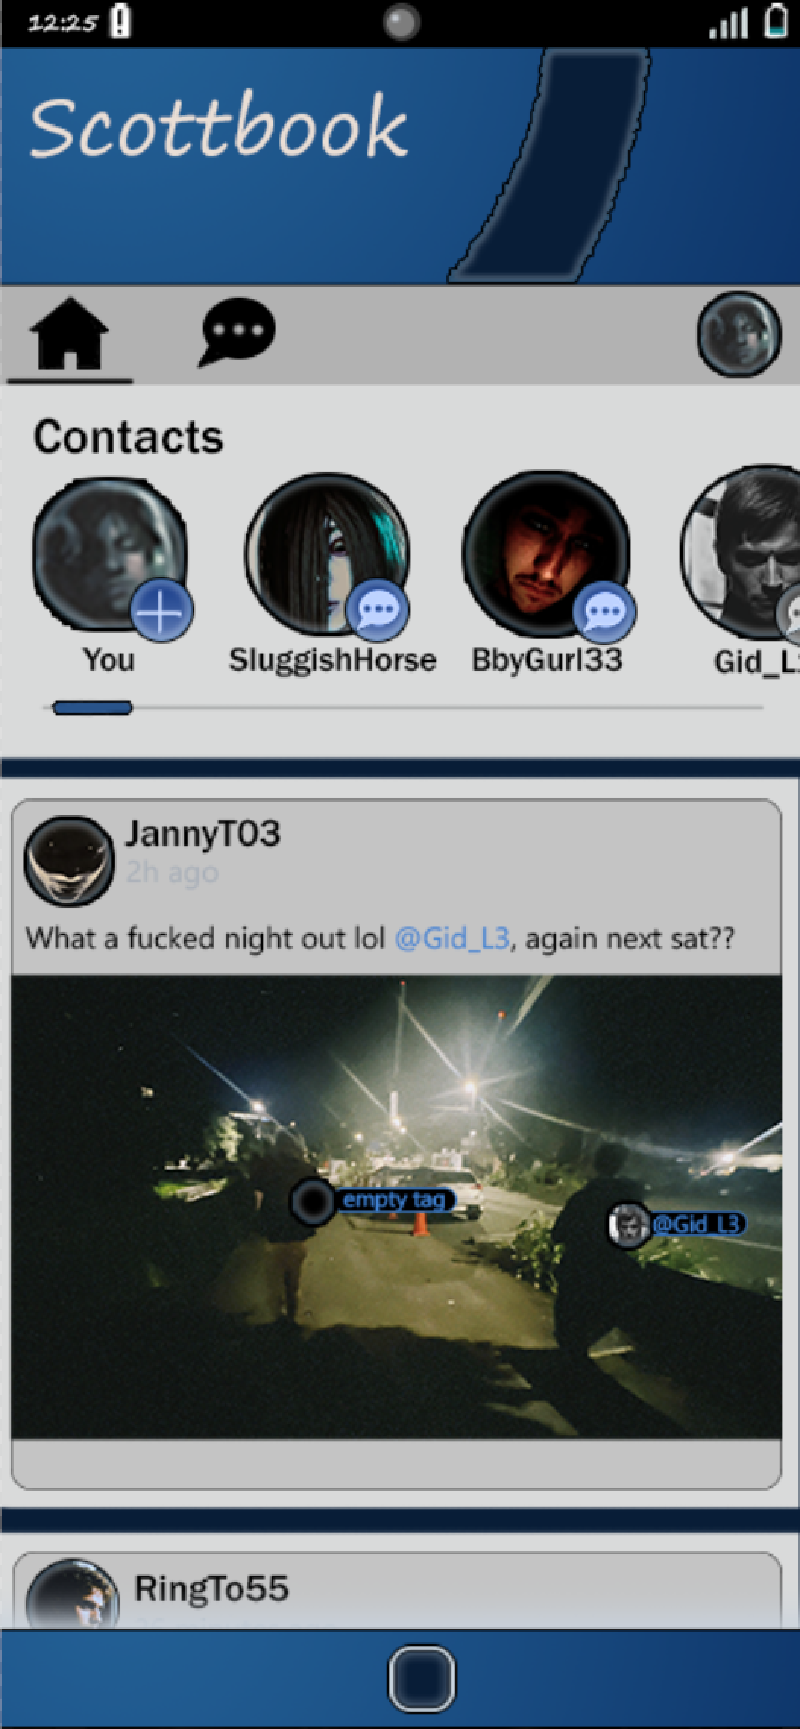 12:25
Scottbook
Contacts
You
SluggishHorse
BbyGurl33
Gid_L
JannyT03
2h ago
What a fucked night out lol @Gid_L3, again next sat??
empty tag
@Gid_L3
RingTo55